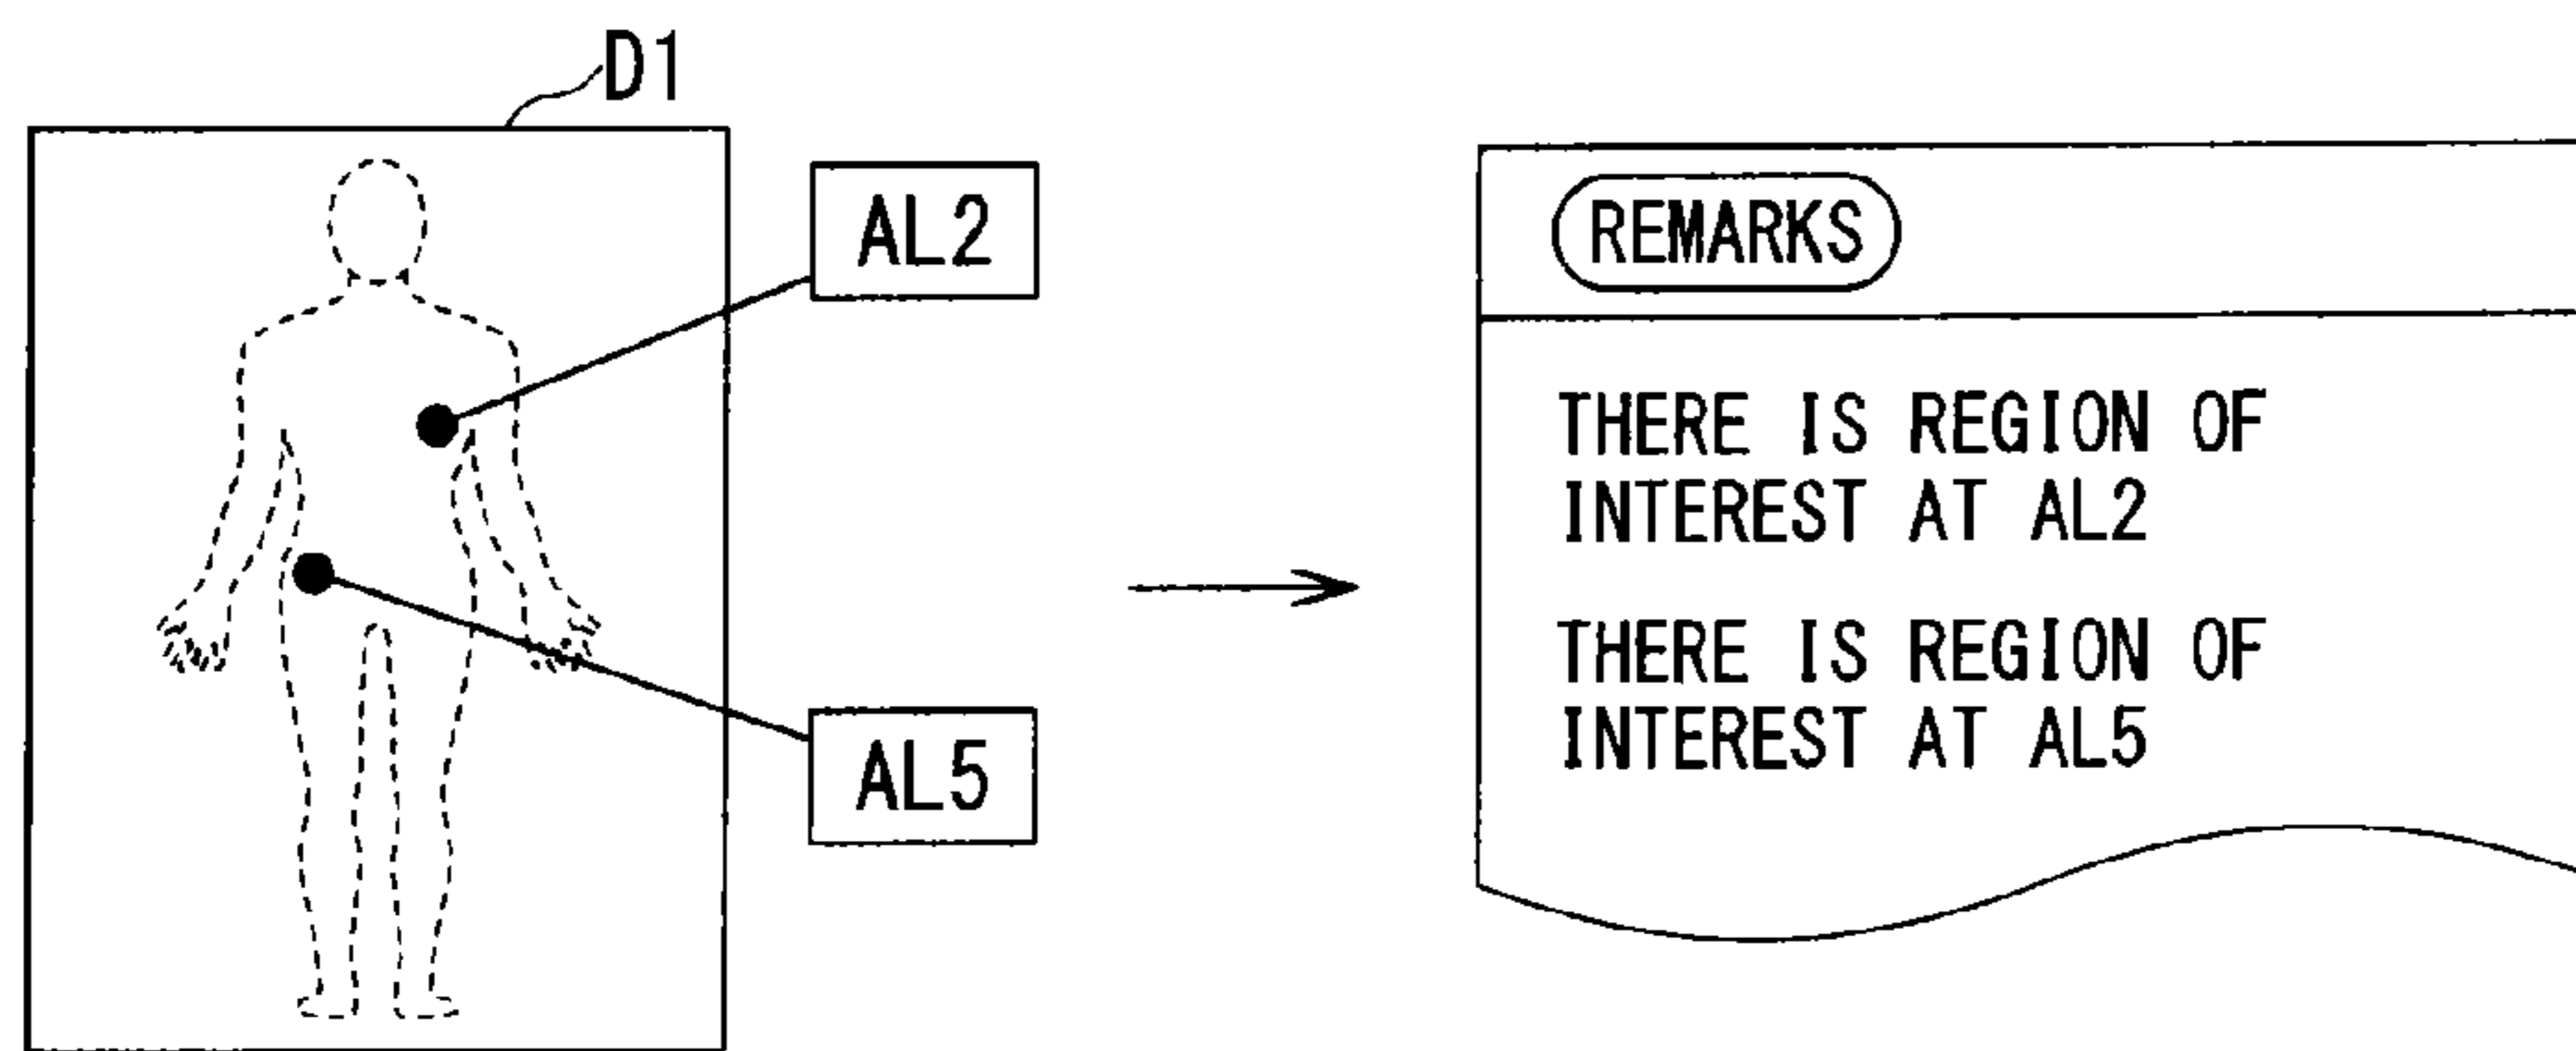 D1
AL2
AL5
REMARKS
THERE IS REGION OF
INTEREST AT AL2
THERE IS REGION OF
INTEREST AT AL5